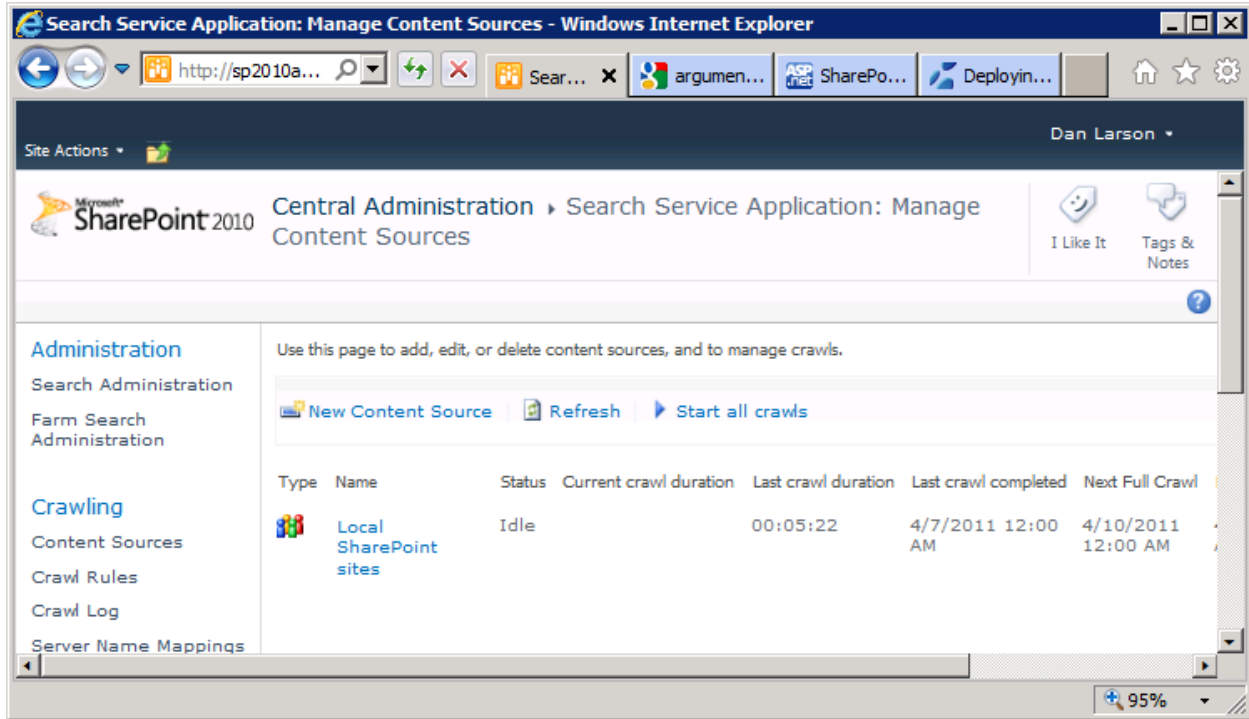 Search Service Application: Manage Content Sources - Windows Internet Explorer
http://sp2010a...
Sear...
argumen...
SharePo...
Deployin...
Site Actions
Dan Larson
Microsoft
SharePoint 2010
Central Administration Search Service Application: Manage
Content Sources
I Like It
Tags &
Notes
Administration
Search Administration
Farm Search
Administration
Crawling
Content Sources
Crawl Rules
Crawl Log
Server Name Mappings
Use this page to add, edit, or delete content sources, and to manage crawls.
New Content Source Refresh Start all crawls
Type Name Status Current crawl duration Last crawl duration Last crawl completed Next Full Crawl
Local
SharePoint
sites
Idle
00:05:22
4/7/2011 12:00
AM
4/10/2011
12:00 AM
95%